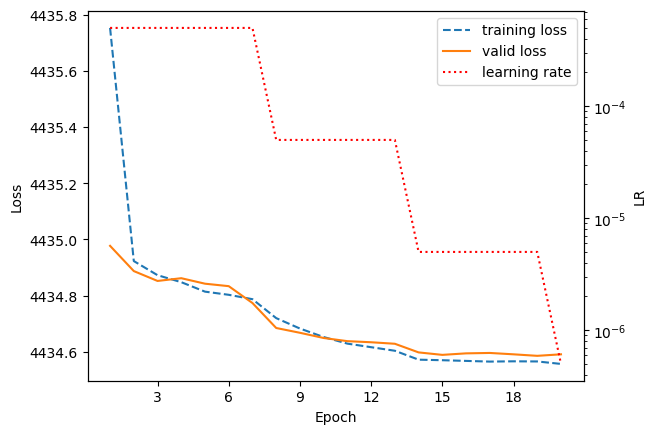 4435.8
4435.6
4435.4
4435.2
4435.0
4434.8
4434.6
Loss
training loss
valid loss
learning rate
10⁻⁴
10⁻⁵
10⁻⁶
LR
3
6
9
12
15
18
Epoch